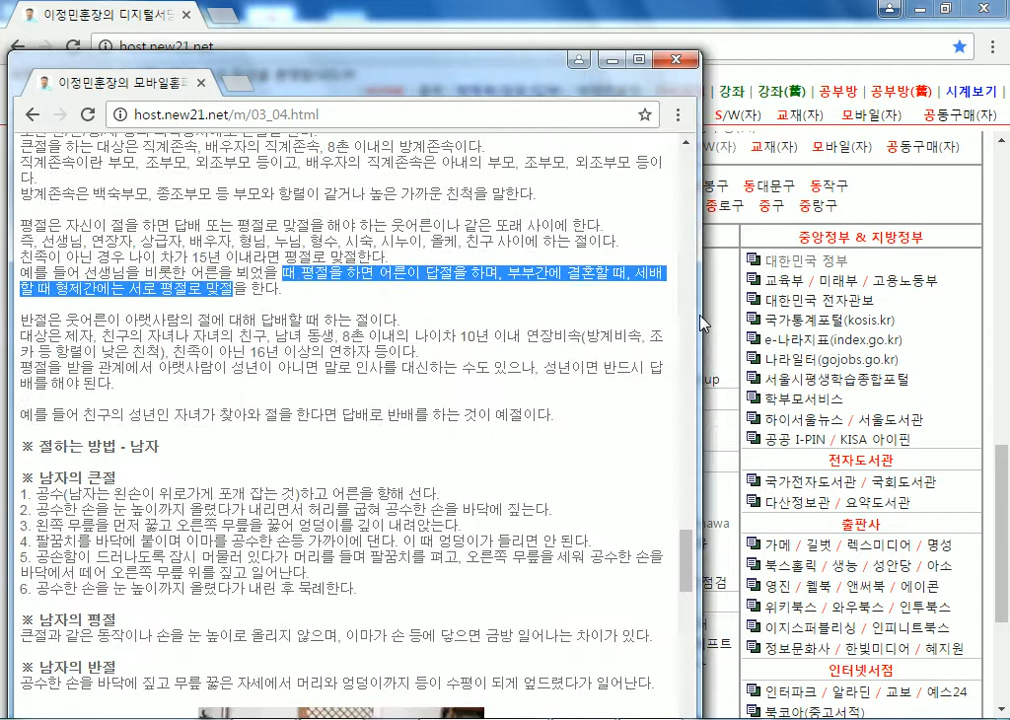 이정민훈장의 디지털서당
host.new21.net
이정민훈장의 모바일홈
host.new21.net/m/03_04.html
강좌 | 강좌(舊) | 공부방 | 공부방(舊) | 시계보기 |
S/W(자) 교재(자) 모바일(자) 공동구매(자)
W(자) 교재(자) 모바일(자) 공동구매(자)
큰절을 하는 대상은 직계존속, 배우자의 직계존속, 8촌 이내의 방계존속이다.
직계존속이란 부모, 조부모, 외조부모 등이고, 배우자의 직계존속은 아내의 부모, 조부모, 외조부모 등이
다.
방계존속은 백숙부모, 종조부모 등 부모와 항렬이 같거나 높은 가까운 친척을 말한다.
평절은 자신이 절을 하면 답배 또는 평절로 맞절을 해야 하는 웃어른이나 같은 또래 사이에 한다.
즉, 선생님, 연장자, 상급자, 배우자, 형님, 누님, 형수, 시숙, 시누이, 올케, 친구 사이에 하는 절이다.
친족이 아닌 경우 나이 차가 15년 이내라면 평절로 맞절한다.
예를 들어 선생님을 비롯한 어른을 뵈었을 때 평절을 하면 어른이 답절을 하며, 부부간에 결혼할 때, 세배
할 때 형제간에는 서로 평절로 맞절을 한다.
반절은 웃어른이 아랫사람의 절에 대해 답배할 때 하는 절이다.
대상은 제자, 친구의 자녀나 자녀의 친구, 남녀 동생, 8촌 이내의 나이차 10년 이내 연장비속(방계비속, 조
카 등 항렬이 낮은 친척), 친족이 아닌 16년 이상의 연하자 등이다.
평절을 받을 관계에서 아랫사람이 성년이 아니면 말로 인사를 대신하는 수도 있으나, 성년이면 반드시 답
배를 해야 된다.
예를 들어 친구의 성년인 자녀가 찾아와 절을 한다면 답배로 반배를 하는 것이 예절이다.
※ 절하는 방법 - 남자
※ 남자의 큰절
1. 공수(남자는 왼손이 위로가게 포개 잡는 것)하고 어른을 향해 선다.
2. 공수한 손을 눈 높이까지 올렸다가 내리면서 허리를 굽혀 공수한 손을 바닥에 짚는다.
3. 왼쪽 무릎을 먼저 꿇고 오른쪽 무릎을 꿇어 엉덩이를 깊이 내려앉는다.
4. 팔꿈치를 바닥에 붙이며 이마를 공수한 손등 가까이에 댄다. 이 때 엉덩이가 들리면 안 된다.
5. 공손함이 드러나도록 잠시 머물러 있다가 머리를 들며 팔꿈치를 펴고, 오른쪽 무릎을 세워 공수한 손을
바닥에서 떼어 오른쪽 무릎 위를 짚고 일어난다.
6. 공수한 손을 눈 높이까지 올렸다가 내린 후 묵례한다.
※ 남자의 평절
큰절과 같은 동작이나 손을 눈 높이로 올리지 않으며, 이마가 손 등에 닿으면 금방 일어나는 차이가 있다.
※ 남자의 반절
공수한 손을 바닥에 짚고 무릎 꿇은 자세에서 머리와 엉덩이까지 등이 수평이 되게 엎드렸다가 일어난다.
봉구 동대문구 동작구
종로구 중구 중랑구
중앙정부 & 지방정부
대한민국 정부
교육부 / 미래부 / 고용노동부
대한민국 전자관보
국가통계포털(kosis.kr)
e-나라지표(index.go.kr)
나라일터(gojobs.go.kr)
서울시평생학습종합포털
학부모서비스
하이서울뉴스 / 서울도서관
공공 I-PIN / KISA 아이핀
전자도서관
국가전자도서관 / 국회도서관
다산정보관 / 요약도서관
출판사
가메 / 길벗 / 렉스미디어 / 명성
북스홀릭 / 생능 / 성안당 / 아소
영진 / 웰북 / 앤써북 / 에이콘
위키북스 / 와우북스 / 인투북스
이지스퍼블리싱 / 인피니트북스
정보문화사 / 한빛미디어 / 혜지원
인터넷서점
인터파크 / 알라딘 / 교보 / 예스24
북코아(중고서적)
up
nawa
점검
프트